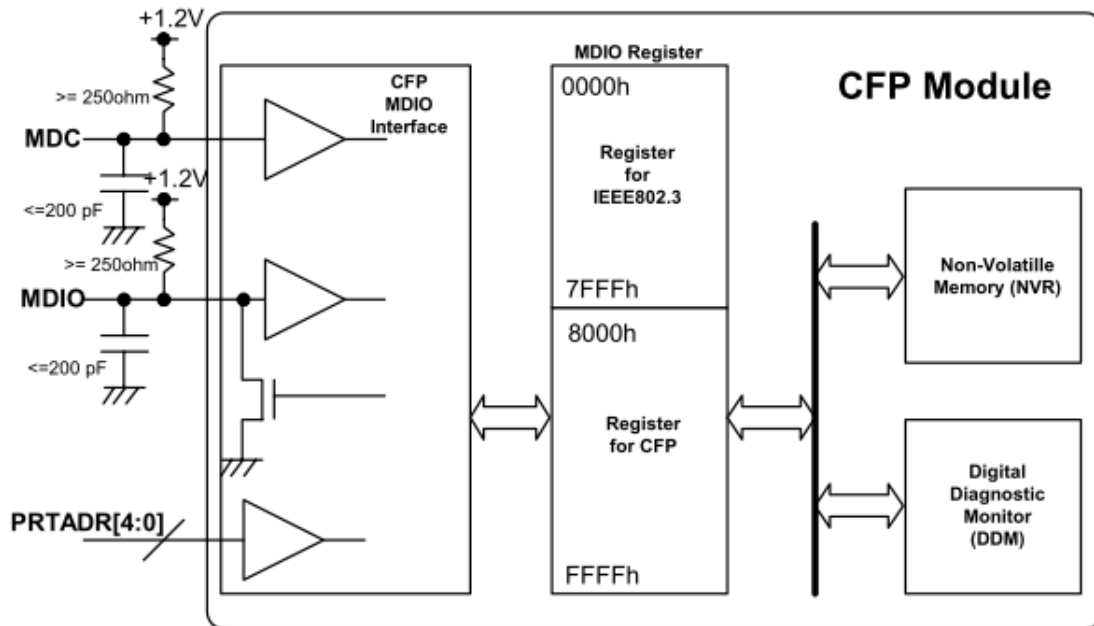 +1.2V
>= 250ohm
MDC
<=200 pF
+1.2V
>= 250ohm
MDIO
<=200 pF
PRTADR[4:0]
CFP
MDIO
Interface
MDIO Register
0000h
Register
for
IEEE802.3
7FFFh
8000h
Register
for CFP
FFFFh
CFP Module
Non-Volatille
Memory (NVR)
Digital
Diagnostic
Monitor
(DDM)